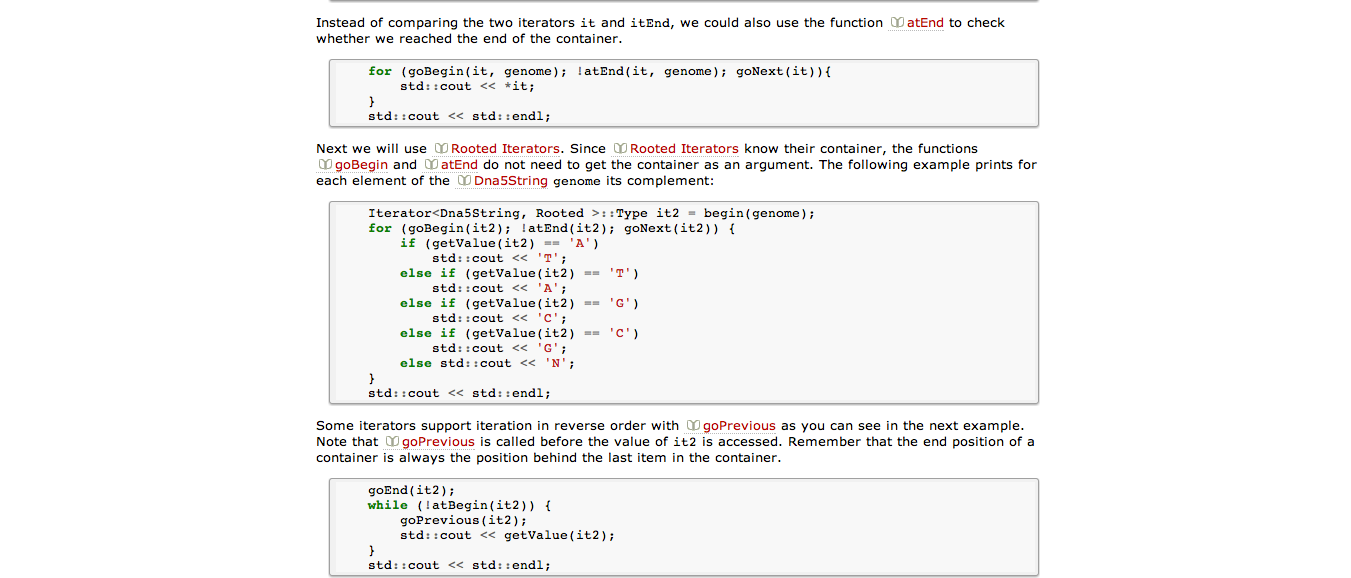 Instead of comparing the two iterators it and itEnd, we could also use the function atEnd to check
whether we reached the end of the container.
for (goBegin(it, genome); !atEnd(it, genome); goNext(it)){
std::cout << *it;
}
std::cout << std::endl;
Next we will use Rooted Iterators. Since Rooted Iterators know their container, the functions
goBegin and atEnd do not need to get the container as an argument. The following example prints for
each element of the Dna5String genome its complement:
Iterator<Dna5String, Rooted >::Type it2 = begin(genome);
for (goBegin(it2); !atEnd(it2); goNext(it2)) {
if (getValue(it2) == 'A')
std::cout << 'T';
else if (getValue(it2) == 'T')
std::cout << 'A';
else if (getValue(it2) == 'G')
std::cout << 'C';
else if (getValue(it2) == 'C')
std::cout << 'G';
else std::cout << 'N';
}
std::cout << std::endl;
Some iterators support iteration in reverse order with goPrevious as you can see in the next example.
Note that goPrevious is called before the value of it2 is accessed. Remember that the end position of a
container is always the position behind the last item in the container.
goEnd(it2);
while (!atBegin(it2)) {
goPrevious(it2);
std::cout << getValue(it2);
}
std::cout << std::endl;